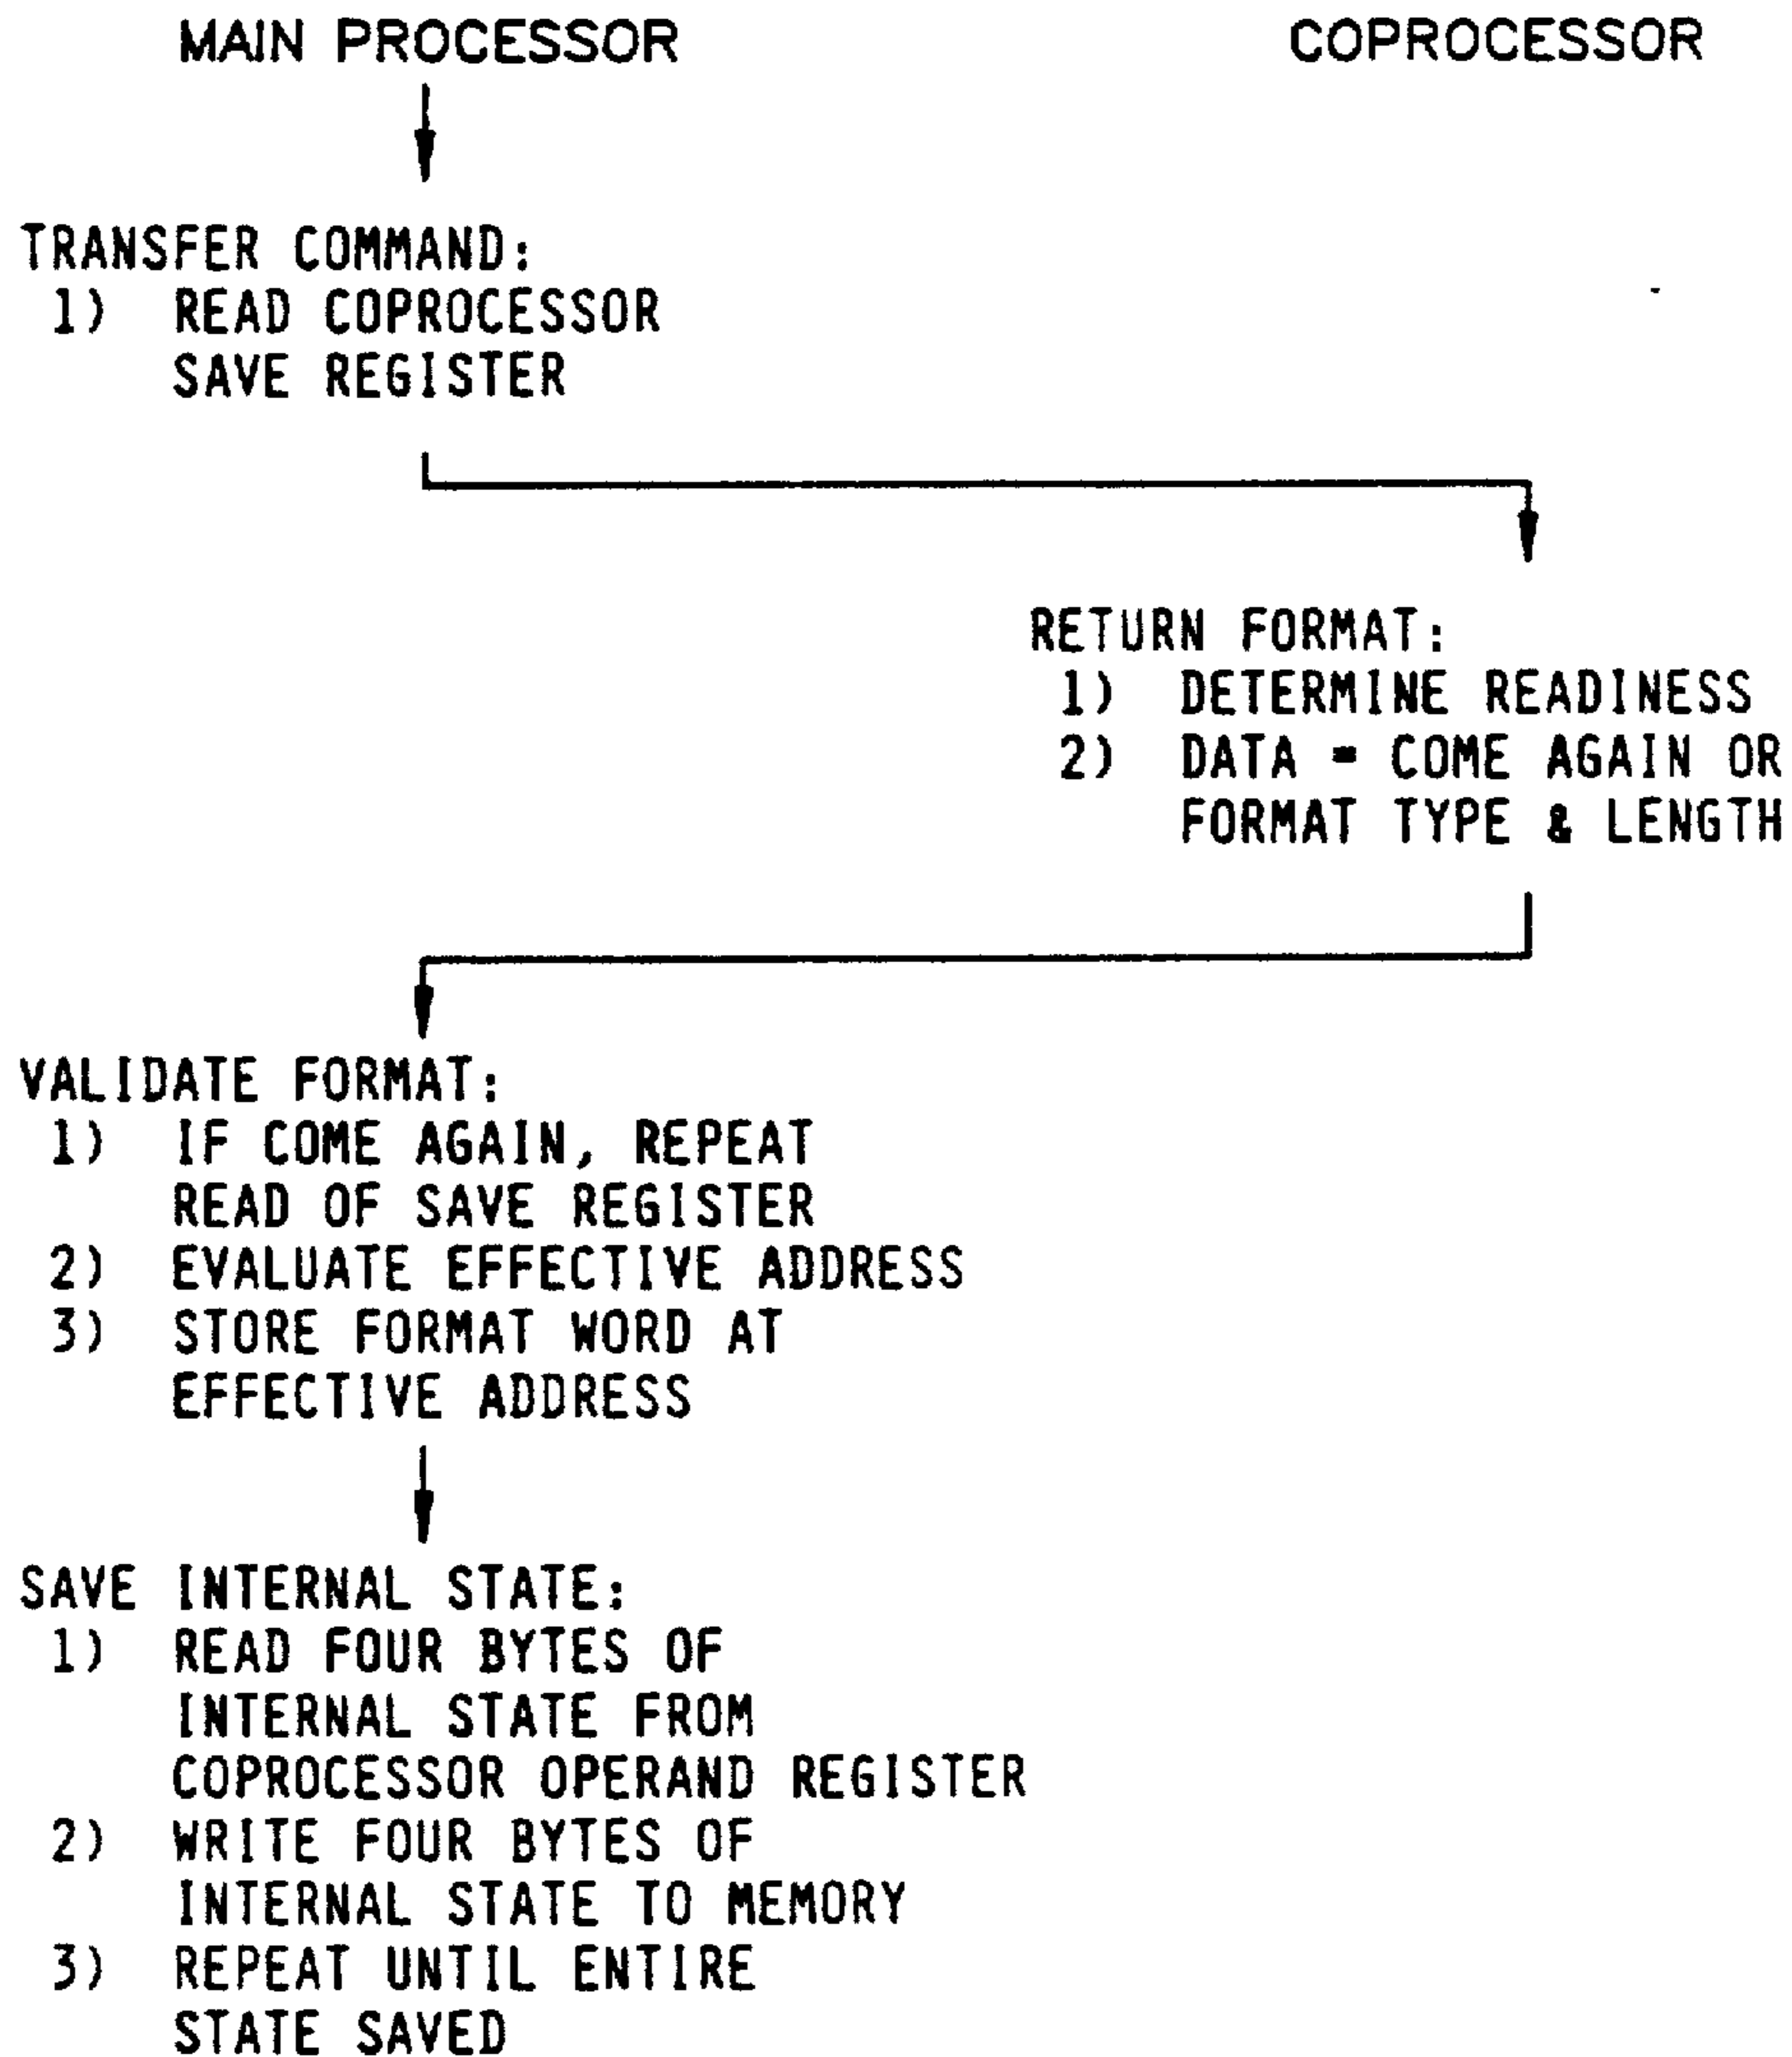 MAIN PROCESSOR COPROCESSOR
TRANSFER COMMAND:
1) READ COPROCESSOR
SAVE REGISTER
RETURN FORMAT:
1) DETERMINE READINESS
2) DATA = COME AGAIN OR
FORMAT TYPE & LENGTH
VALIDATE FORMAT:
1) IF COME AGAIN, REPEAT
READ OF SAVE REGISTER
2) EVALUATE EFFECTIVE ADDRESS
3) STORE FORMAT WORD AT
EFFECTIVE ADDRESS
SAVE INTERNAL STATE:
1) READ FOUR BYTES OF
INTERNAL STATE FROM
COPROCESSOR OPERAND REGISTER
2) WRITE FOUR BYTES OF
INTERNAL STATE TO MEMORY
3) REPEAT UNTIL ENTIRE
STATE SAVED